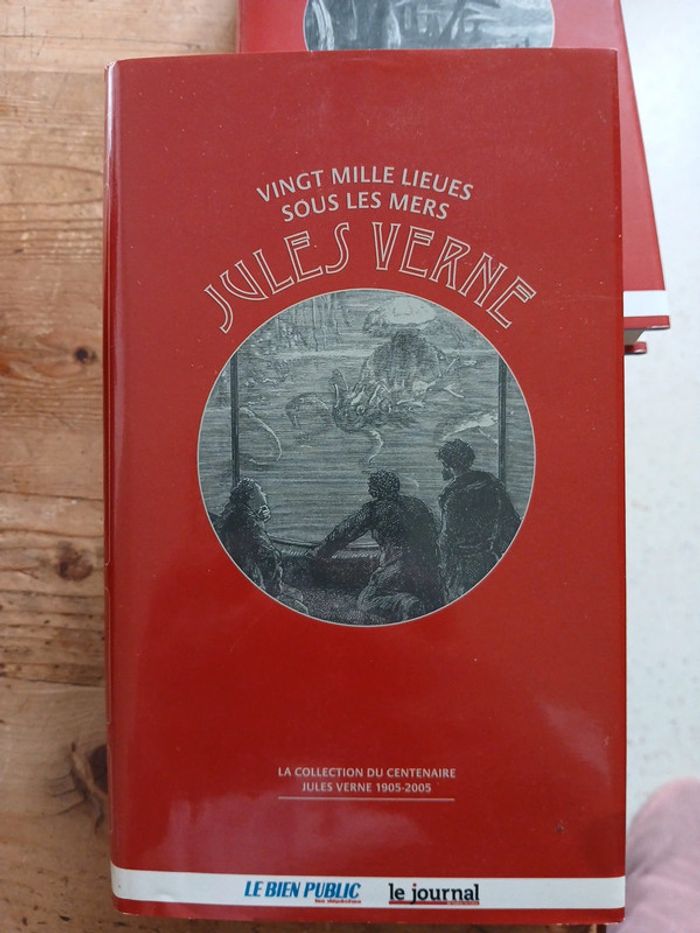 VINGT MILLE LIEUES
SOUS LES MERS
JULES VERNE
LA COLLECTION DU CENTENAIRE
JULES VERNE 1905-2005
LE BIEN PUBLIC
le journal